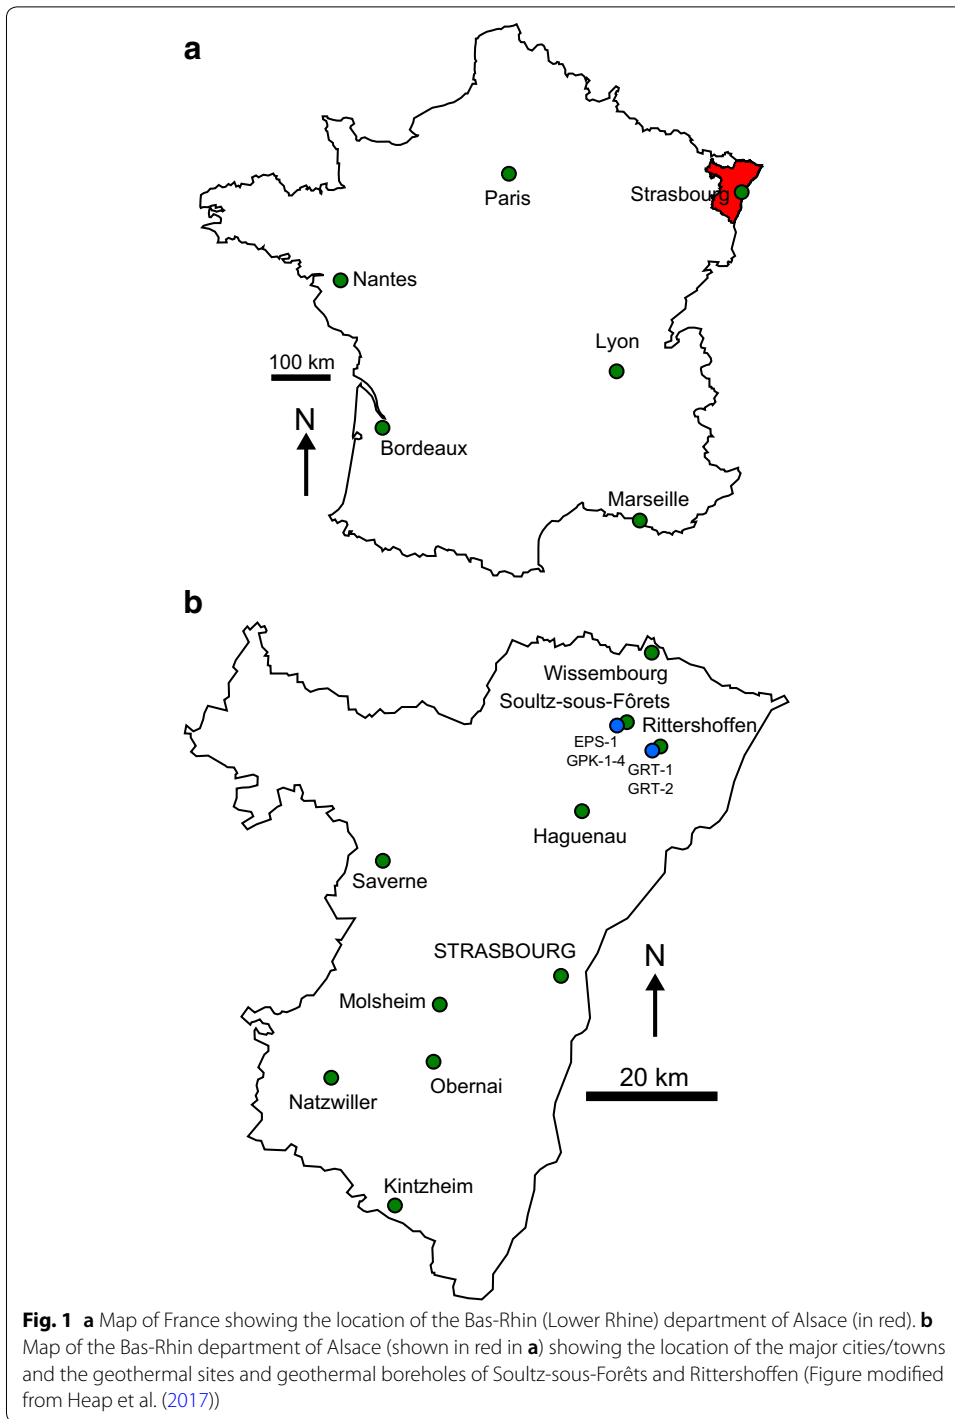 a
Paris
Strasbourg
Nantes
Lyon
100 km
N
Bordeaux
Marseille
b
Wissembourg
Soultz-sous-Fôrets
Rittershoffen
EPS-1
GPK-1-4
GRT-1
GRT-2
Haguenau
Saverne
STRASBOURG
N
Molsheim
20 km
Obernai
Natzwiller
Kintzheim
Fig. 1 a Map of France showing the location of the Bas-Rhin (Lower Rhine) department of Alsace (in red). b
Map of the Bas-Rhin department of Alsace (shown in red in a) showing the location of the major cities/towns
and the geothermal sites and geothermal boreholes of Soultz-sous-Forêts and Rittershoffen (Figure modified
from Heap et al. (2017))